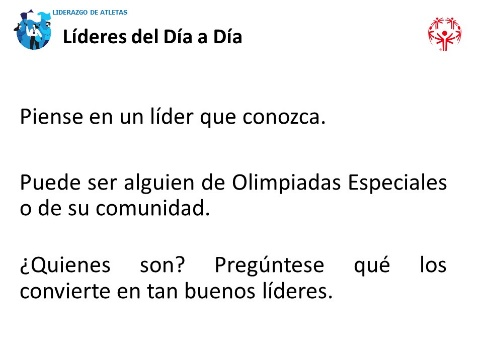 LIDERAZGO DE ATLETAS
Líderes del Día a Día
Piense en un líder que conozca.
Puede ser alguien de Olimpiadas Especiales
o de su comunidad.
¿Quienes son? Pregúntese qué los
convierte en tan buenos líderes.